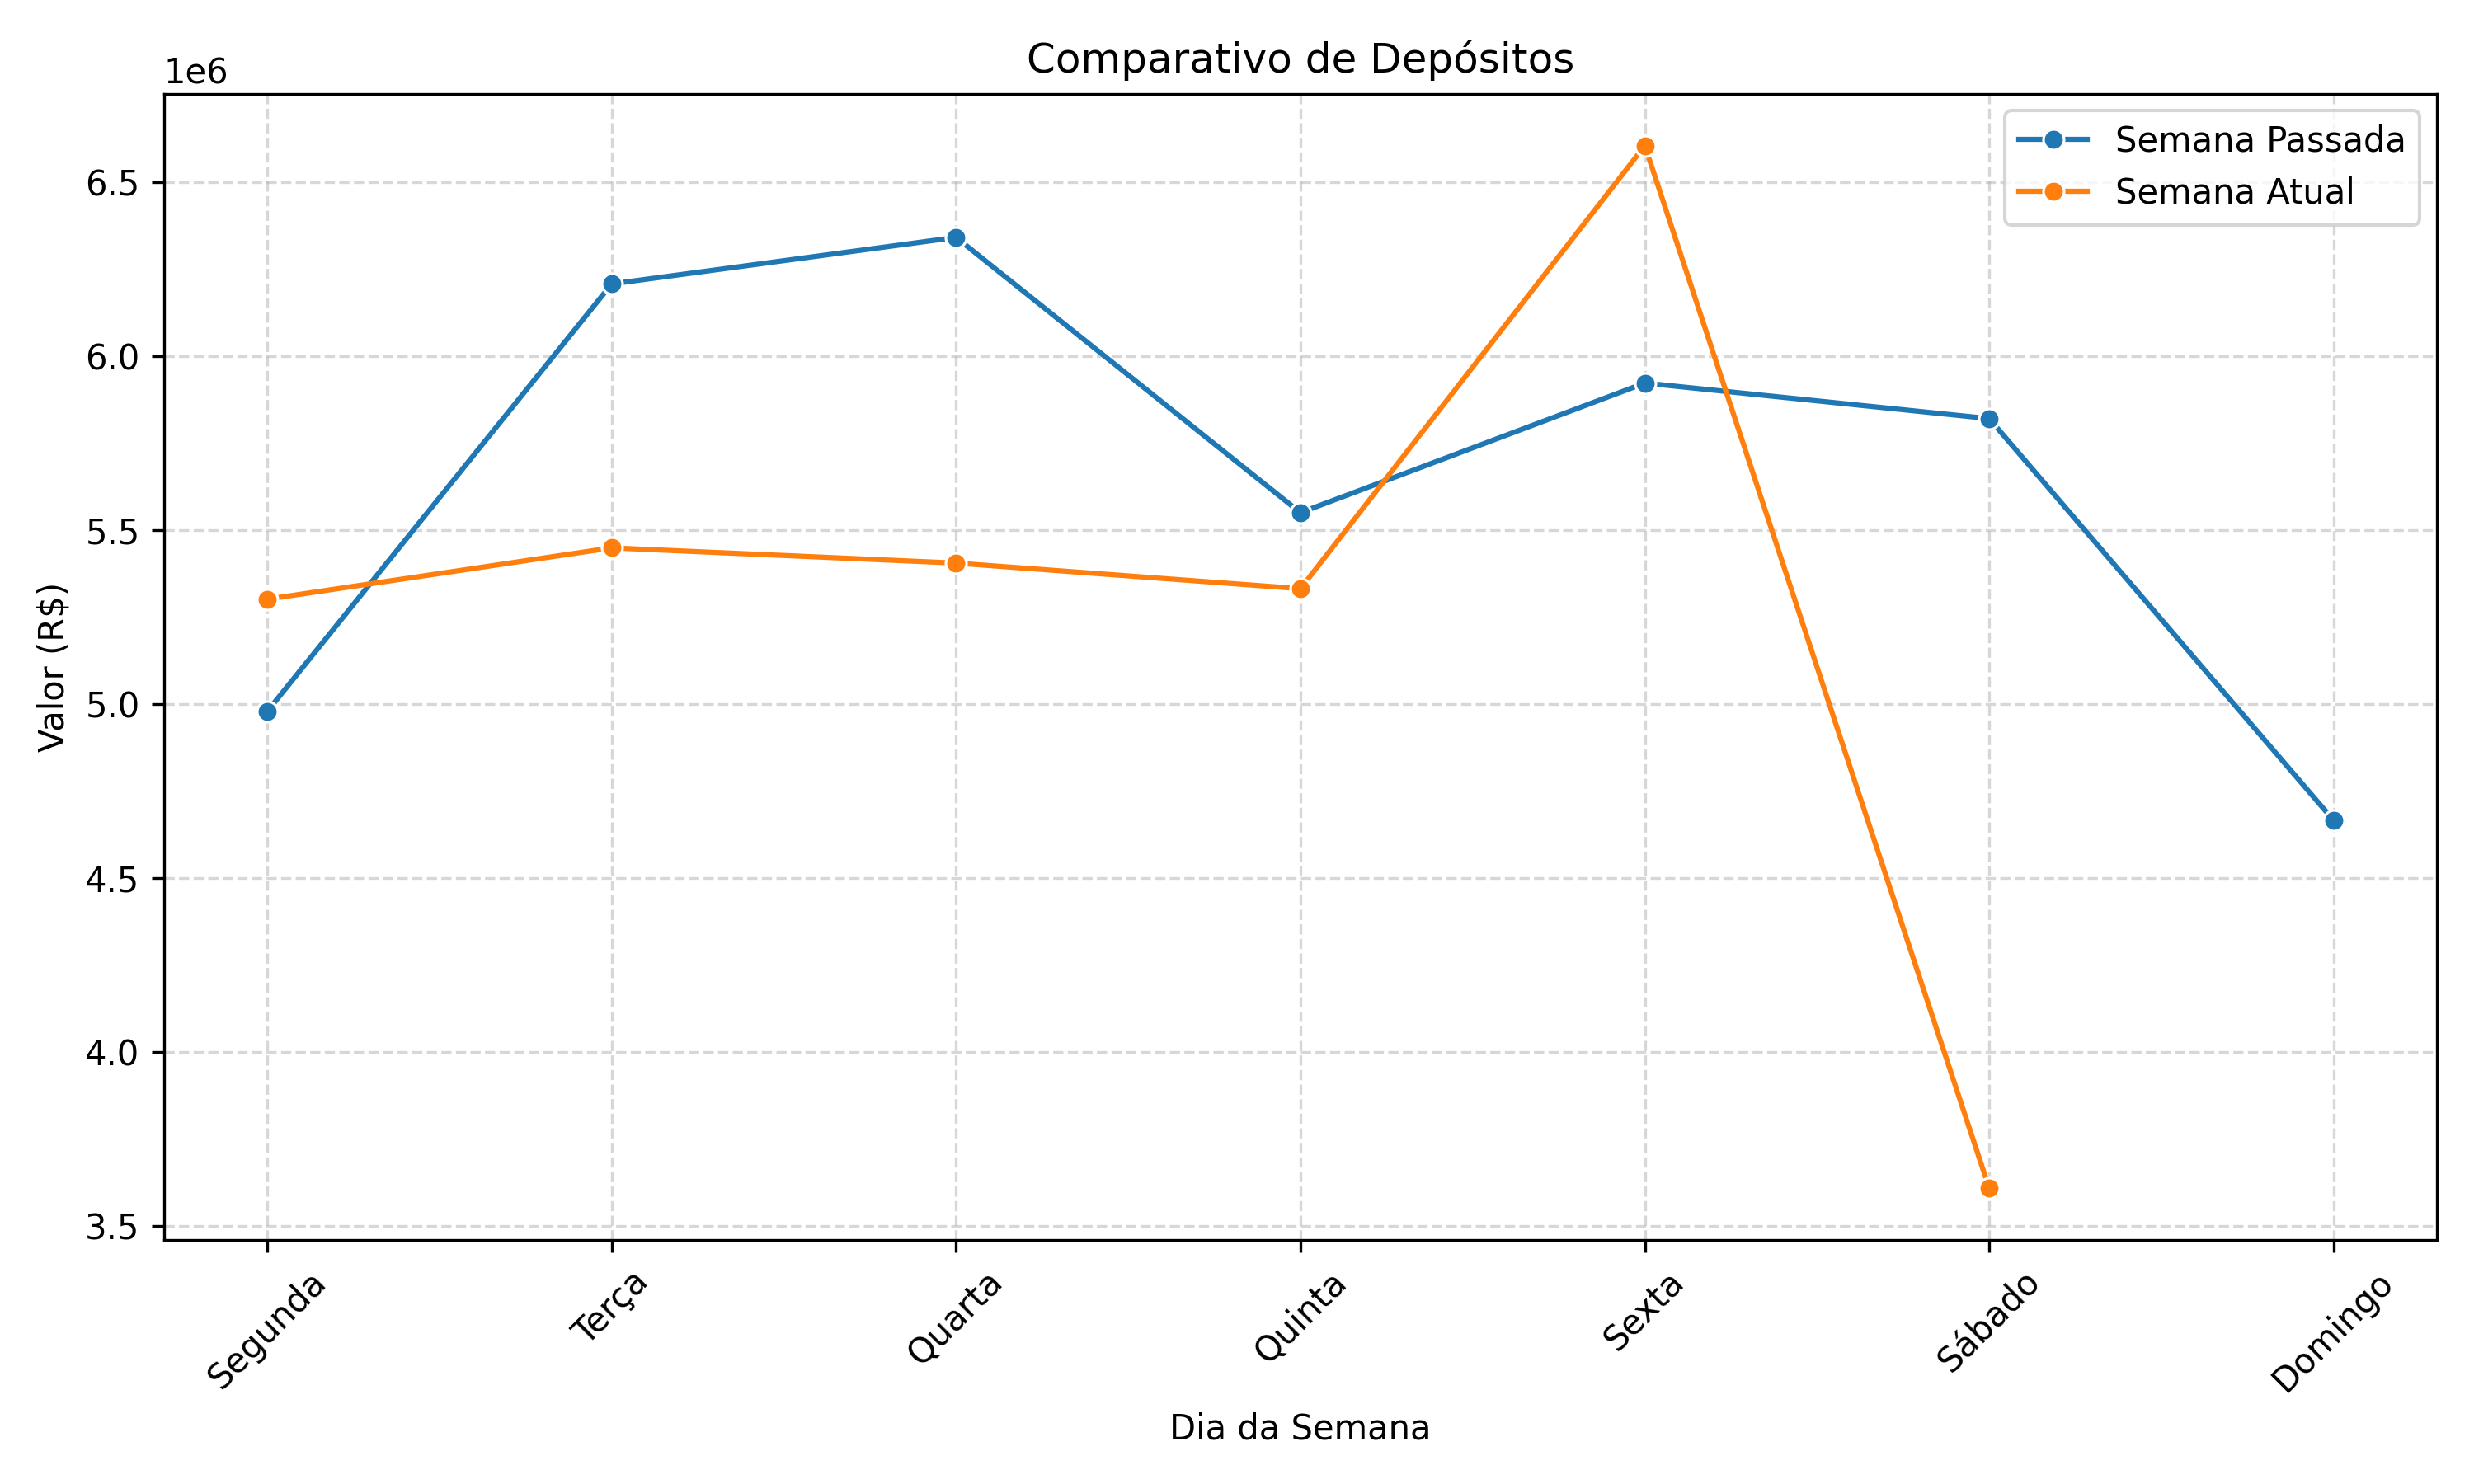 Comparativo de Depósitos
1e6
Semana Passada
Semana Atual
6.5
6.0
5.5
5.0
4.5
4.0
3.5
Valor (R$)
Segunda
Terça
Quarta
Quinta
Sexta
Sábado
Domingo
Dia da Semana